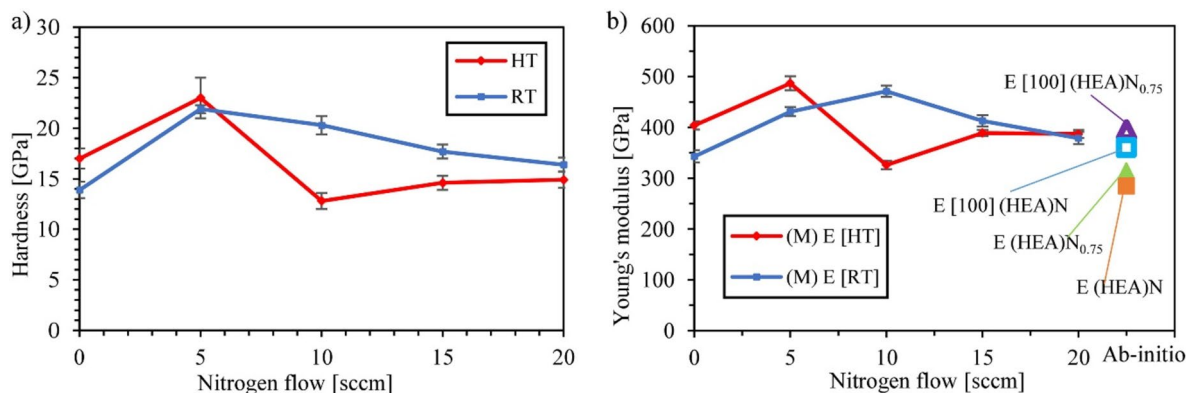 a)
30
25
20
15
10
5
0
Hardness [GPa]
HT
RT
0 5 10 15 20
Nitrogen flow [sccm]
b)
600
500
400
300
200
100
0
Young's modulus [GPa]
E [100] (HEA)N0.75
E [100] (HEA)N
E (HEA)N0.75
E (HEA)N
(M) E [HT]
(M) E [RT]
0 5 10 15 20 Ab-initio
Nitrogen flow [sccm]